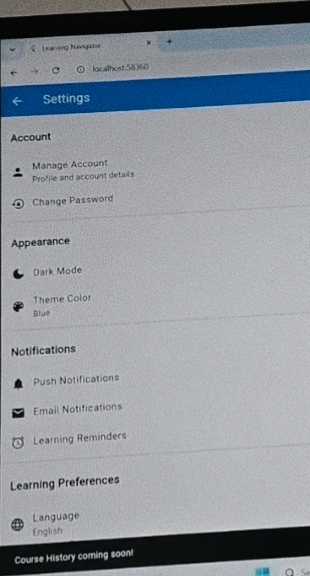 Learning Navigator
localhost:58360
Settings
Account
Manage Account
Profile and account details
Change Password
Appearance
Dark Mode
Theme Color
Blue
Notifications
Push Notifications
Email Notifications
Learning Reminders
Learning Preferences
Language
English
Course History coming soon!